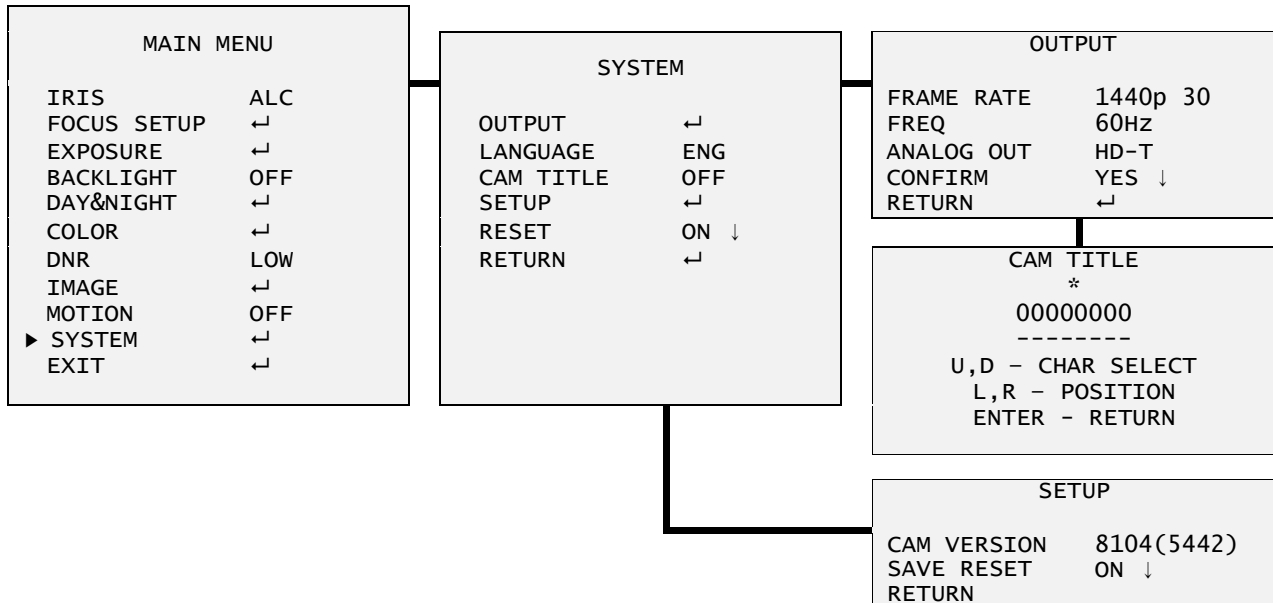 MAIN MENU
IRIS ALC
FOCUS SETUP ↵
EXPOSURE ↵
BACKLIGHT OFF
DAY&NIGHT ↵
COLOR ↵
DNR LOW
IMAGE ↵
MOTION OFF
▶ SYSTEM ↵
EXIT ↵
SYSTEM
OUTPUT ↵
LANGUAGE ENG
CAM TITLE OFF
SETUP ↵
RESET ON ↓
RETURN ↵
OUTPUT
FRAME RATE 1440p 30
FREQ 60Hz
ANALOG OUT HD-T
CONFIRM YES ↓
RETURN ↵
CAM TITLE
*
00000000
--------
U,D – CHAR SELECT
L,R – POSITION
ENTER - RETURN
SETUP
CAM VERSION 8104(5442)
SAVE RESET ON ↓
RETURN